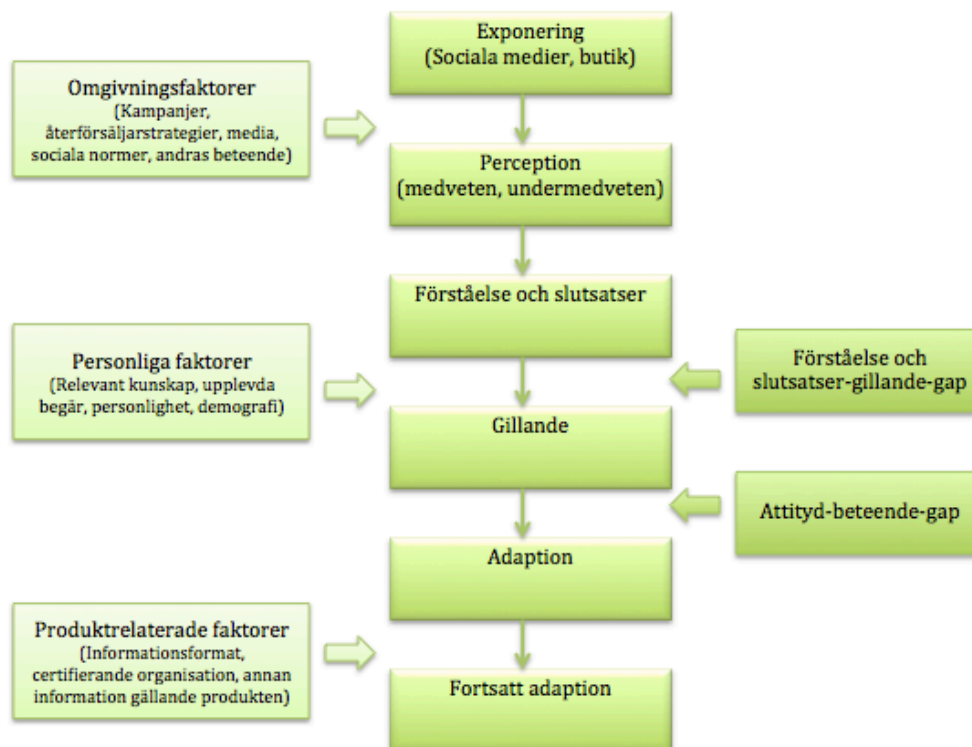 Exponering
(Sociala medier, butik)
Omgivningsfaktorer
(Kampanjer,
återförsäljarstrategier, media,
sociala normer, andras beteende)
Perception
(medveten, undermedveten)
Förståelse och slutsatser
Personliga faktorer
(Relevant kunskap, upplevda
begär, personlighet, demografi)
Förståelse och
slutsatser-gillande-gap
Gillande
Attityd-beteende-gap
Adaption
Produktrelaterade faktorer
(Informationsformat,
certifierande organisation, annan
information gällande produkten)
Fortsatt adaption